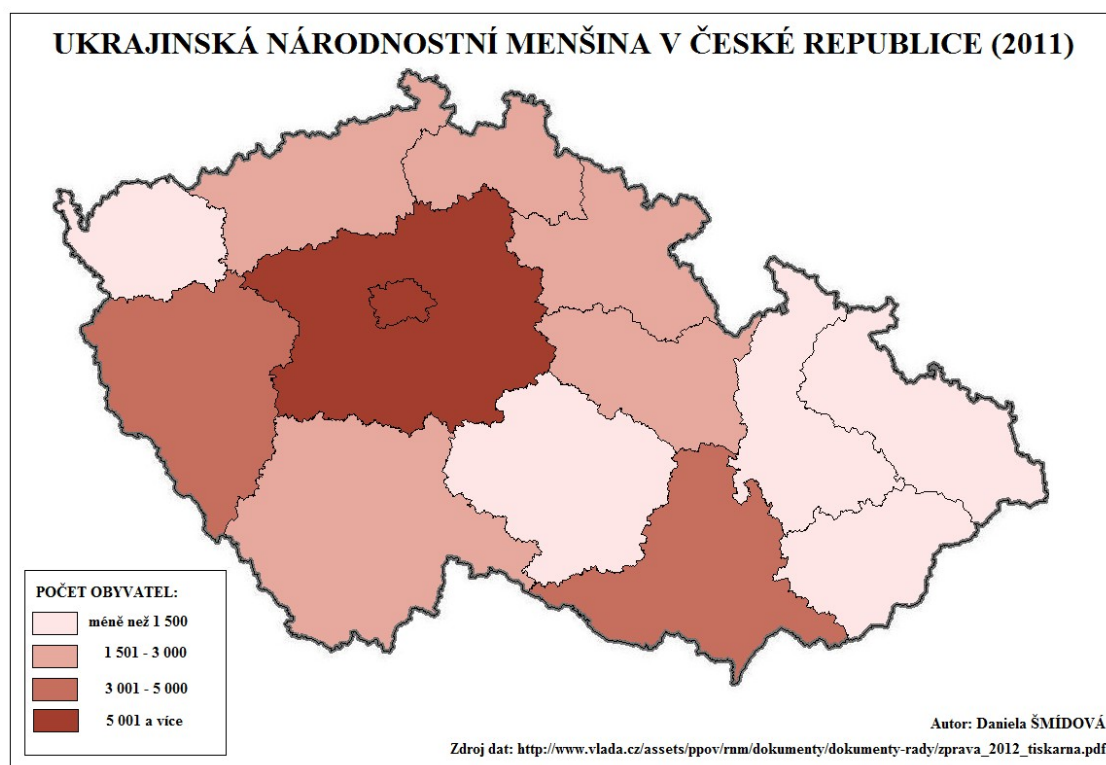 UKRAJINSKÁ NÁRODNOSTNÍ MENŠINA V ČESKÉ REPUBLICE (2011)
POČET OBYVATEL:
méně než 1 500
1 501 - 3 000
3 001 - 5 000
5 001 a více
Autor: Daniela ŠMÍDOVÁ
Zdroj dat: http://www.vlada.cz/assets/ppov/rnm/dokumenty/dokumenty-rady/zprava_2012_tiskarna.pdf